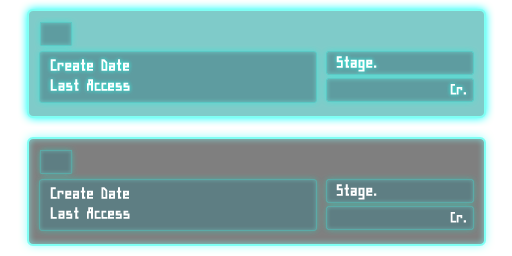 Create Date
Last Access
Stage.
Cr.
Create Date
Last Access
Stage.
Cr.